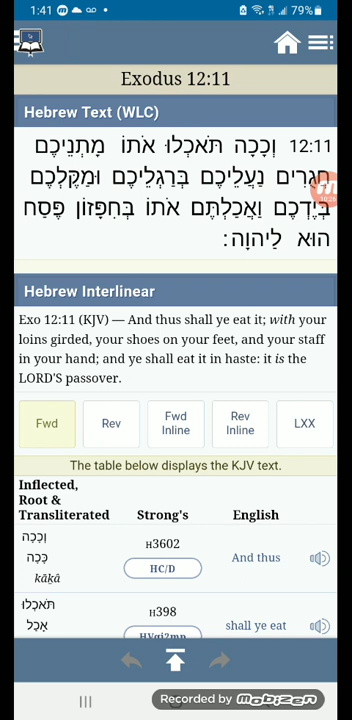 1:41
79%
Exodus 12:11
Hebrew Text (WLC)
12:11 וְכָכָה תֹּאכְלוּ אֹתוֹ מָתְנֵיכֶם
חֲגֻרִים נַעֲלֵיכֶם בְּרַגְלֵיכֶם וּמַקֶּלְכֶם
בְּיֶדְכֶם וַאֲכַלְתֶּם אֹתוֹ בְּחִפָּזוֹן פֶּסַח
הוּא לַיהוָה׃
Hebrew Interlinear
Exo 12:11 (KJV) — And thus shall ye eat it; with your
loins girded, your shoes on your feet, and your staff
in your hand; and ye shall eat it in haste: it is the
LORD'S passover.
Fwd
Rev
Fwd
Inline
Rev
Inline
LXX
The table below displays the KJV text.
Inflected,
Root &
Transliterated
Strong's
English
וְכָכָה
כָּכָה
kāḵâ
H3602
HC/D
And thus
תֹּאכְלוּ
אָכַל
H398
HVqi2mp
shall ye eat
Recorded by Mobizen